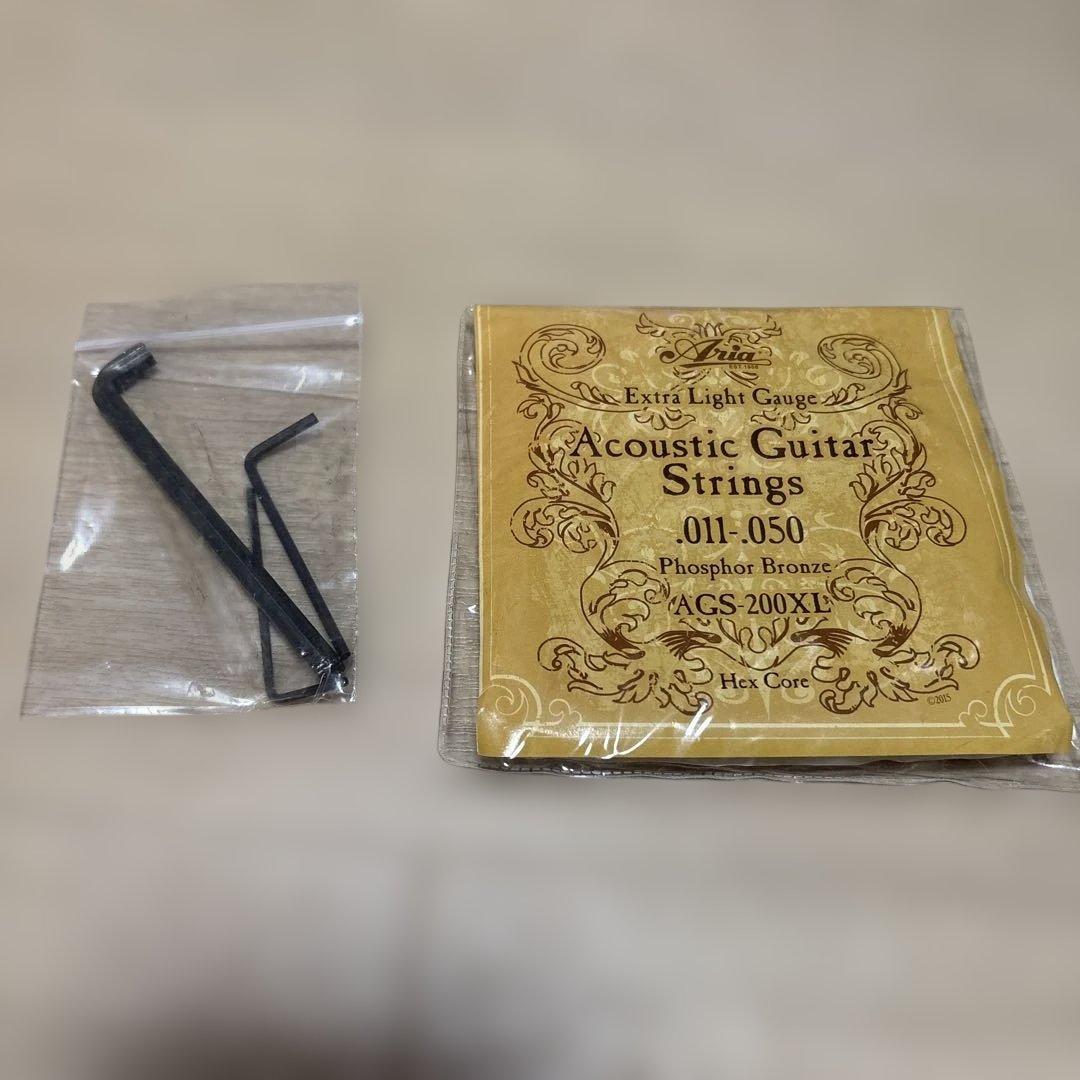 Aria
EST. 1956
Extra Light Gauge
Acoustic Guitar
Strings
.011-.050
Phosphor Bronze
AGS-200XL
Hex Core
©2015